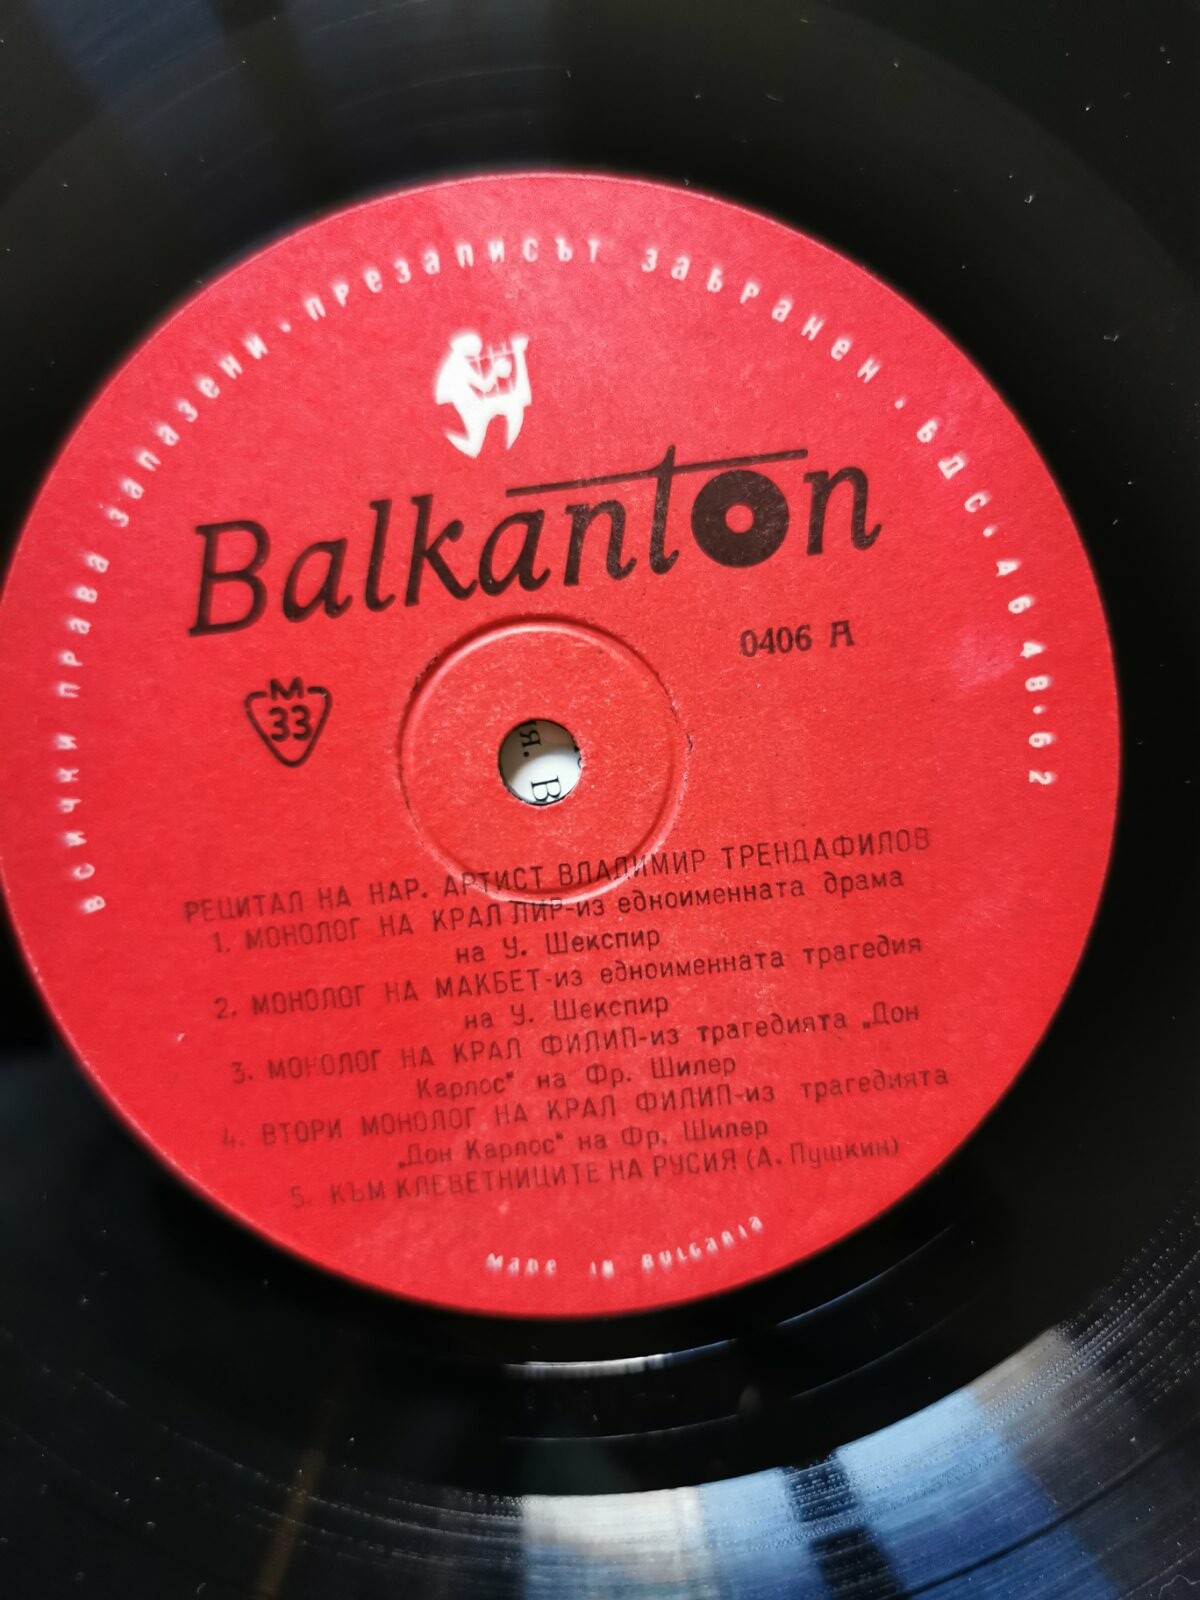 всички права запазени · презаписът забранен · бдс · 4648·62
Balkanton
0406 A
M
33
РЕЦИТАЛ НА НАР. АРТИСТ ВЛАДИМИР ТРЕНДАФИЛОВ
1. МОНОЛОГ НА КРАЛ ЛИР-из едноименната драма
на У. Шекспир
2. МОНОЛОГ НА МАКБЕТ-из едноименната трагедия
на У. Шекспир
3. МОНОЛОГ НА КРАЛ ФИЛИП-из трагедията „Дон
Карлос" на Фр. Шилер
4. ВТОРИ МОНОЛОГ НА КРАЛ ФИЛИП-из трагедията
„Дон Карлос" на Фр. Шилер
5. КЪМ КЛЕВЕТНИЦИТЕ НА РУСИЯ (А. Пушкин)
Made in Bulgaria